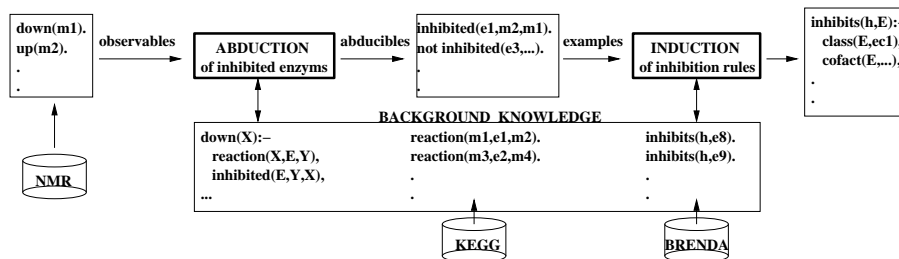 down(m1).
up(m2).
.
.
observables
ABDUCTION
of inhibited enzyms
abducibles
inhibited(e1,m2,m1).
not inhibited(e3,...).
.
.
examples
INDUCTION
of inhibition rules
inhibits(h,E):–
class(E,ec1),
cofact(E,...),
.
.
BACKGROUND KNOWLEDGE
down(X):–
reaction(X,E,Y),
inhibited(E,Y,X),
...
reaction(m1,e1,m2).
reaction(m3,e2,m4).
.
.
inhibits(h,e8).
inhibits(h,e9).
.
.
NMR
KEGG
BRENDA